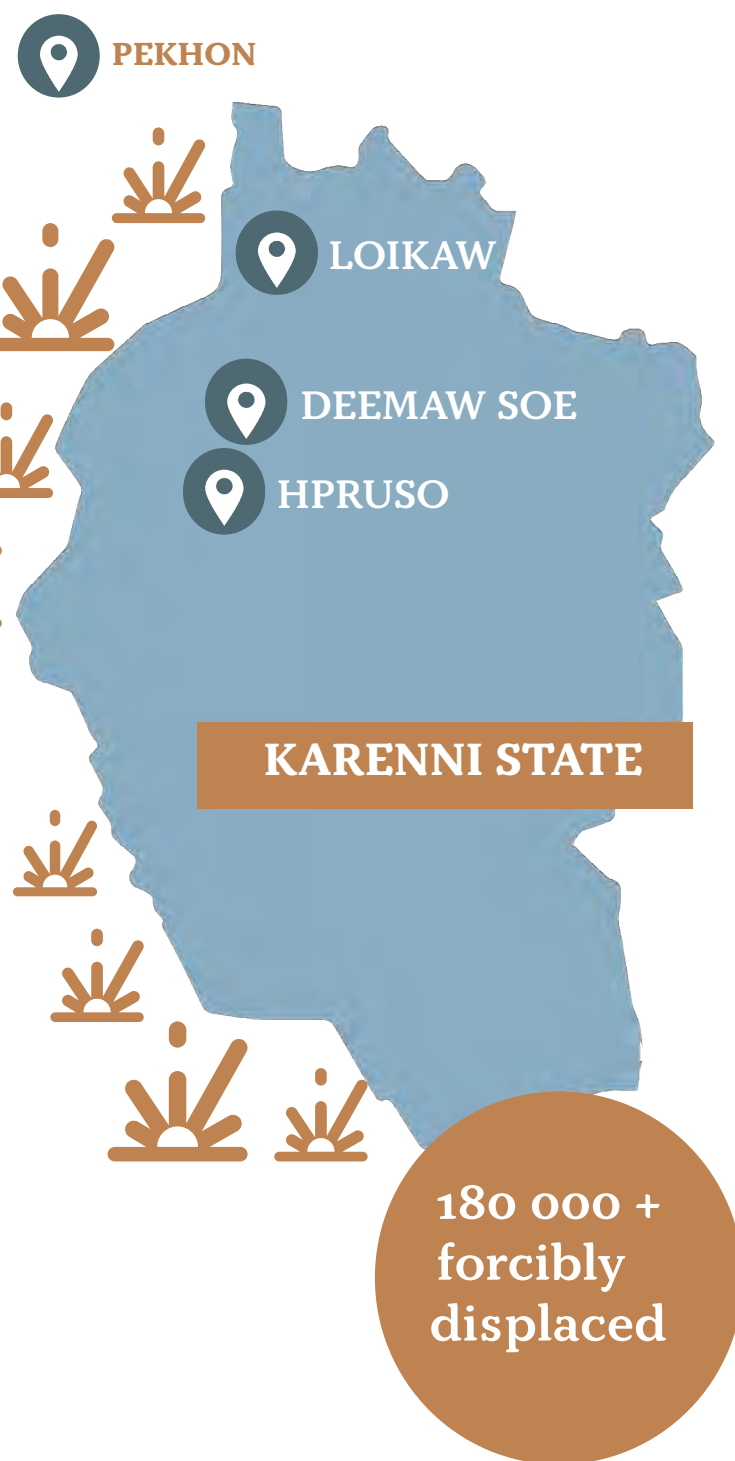 PEKHON
LOIKAW
DEEMAW SOE
HPRUSO
KARENNI STATE
180 000 +
forcibly
displaced